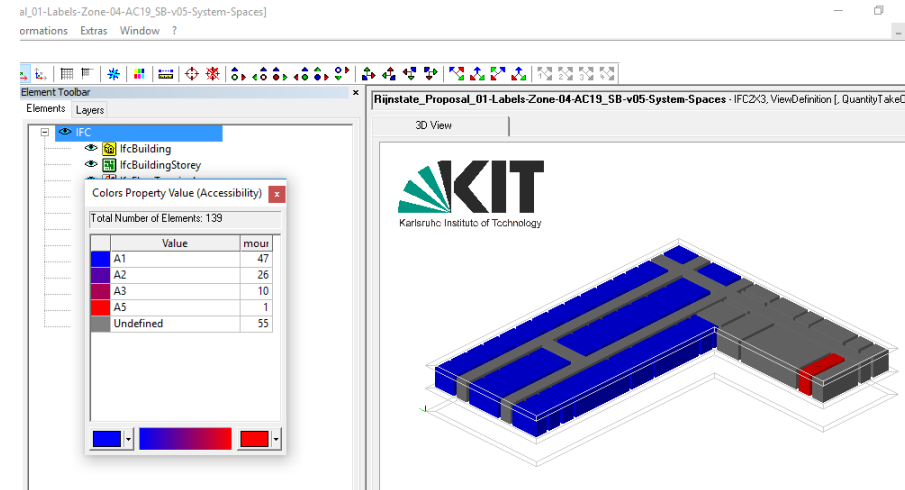 al_01-Labels-Zone-04-AC19_SB-v05-System-Spaces]
ormations Extras Window ?
Element Toolbar
Elements Layers
IFC
IfcBuilding
IfcBuildingStorey
Colors Property Value (Accessibility)
Total Number of Elements: 139
Value mour
A1 47
A2 26
A3 10
A5 1
Undefined 55
Rijnstate_Proposal_01-Labels-Zone-04-AC19_SB-v05-System-Spaces - IFC2X3, ViewDefinition [, QuantityTakeO
3D View
KIT
Karlsruhe Institute of Technology